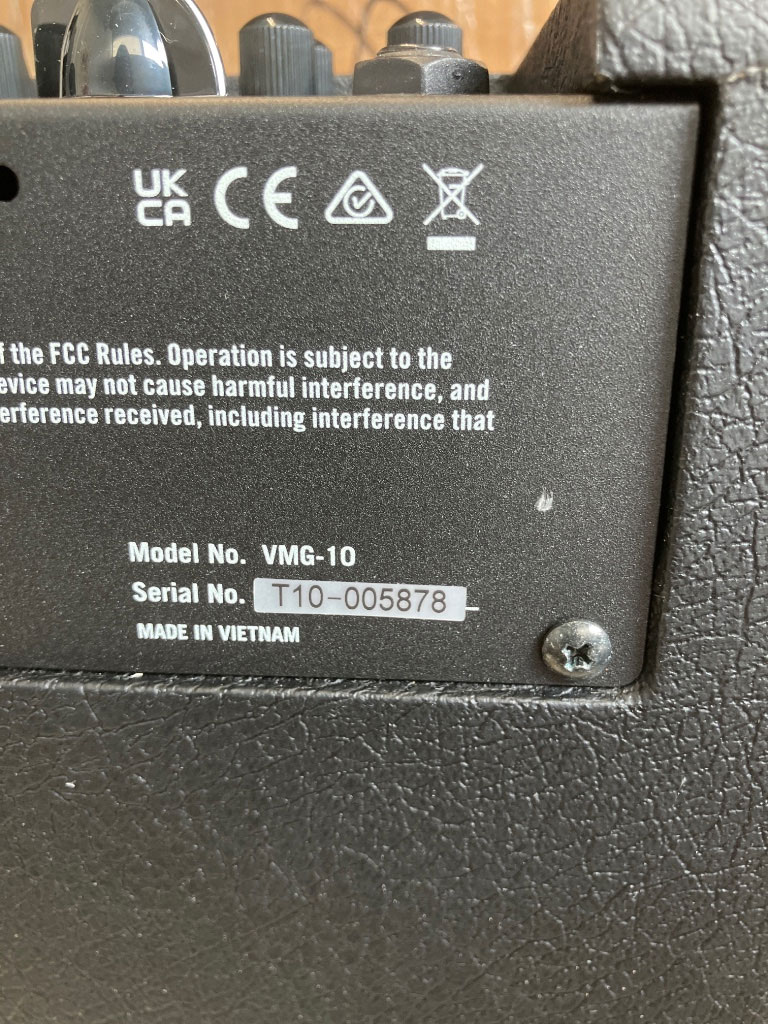 UK
CA CE
f the FCC Rules. Operation is subject to the
evice may not cause harmful interference, and
erference received, including interference that
Model No. VMG-10
Serial No. T10-005878
MADE IN VIETNAM